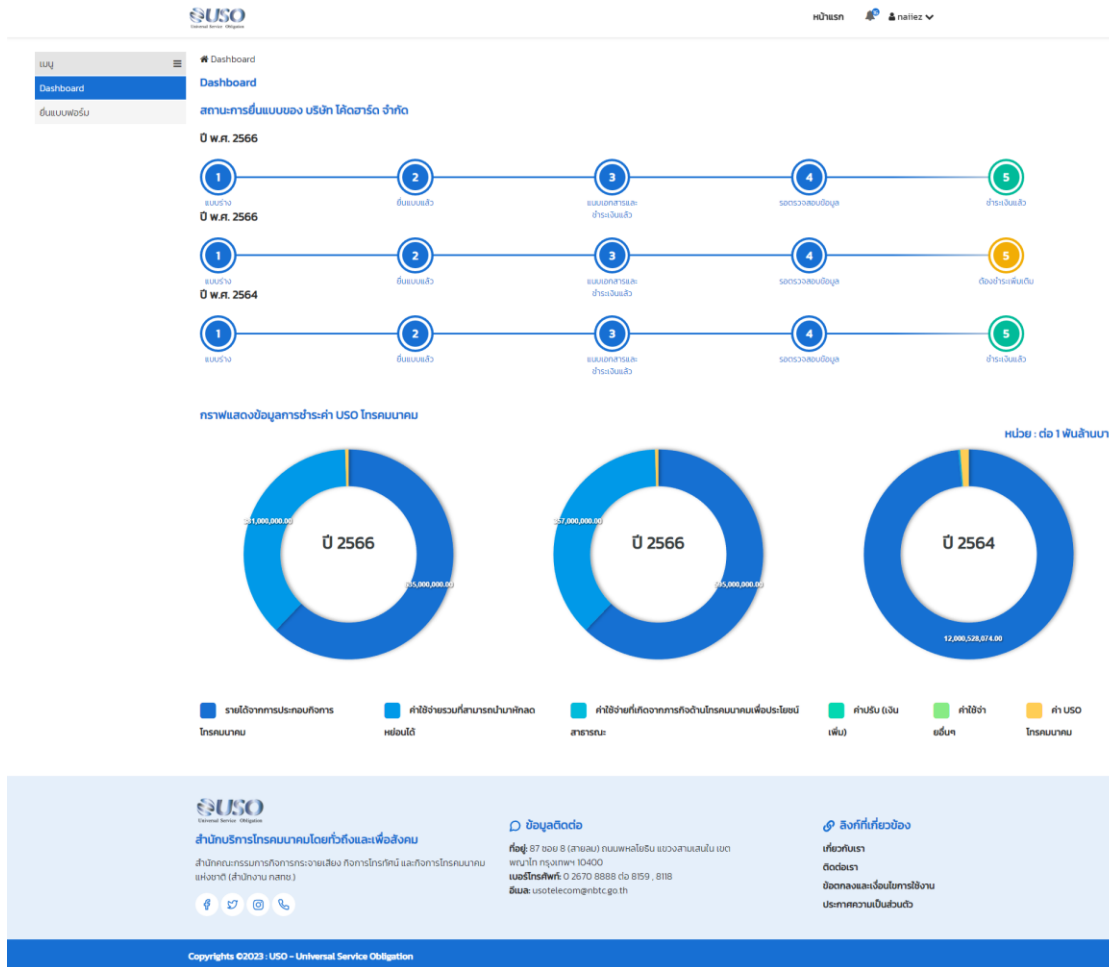 USO
Universal Service Obligation
หน้าแรก
naiiez
เมนู
Dashboard
Dashboard
ยื่นแบบฟอร์ม
Dashboard
สถานะการยื่นแบบของ บริษัท โค้ดฮาร์ด จำกัด
ปี พ.ศ. 2566
1 2 3 4 5
แบบร่าง ยื่นแบบแล้ว แนบเอกสารและ รอตรวจสอบข้อมูล ชำระเงินแล้ว
ชำระเงินแล้ว
ปี พ.ศ. 2566
1 2 3 4 5
แบบร่าง ยื่นแบบแล้ว แนบเอกสารและ รอตรวจสอบข้อมูล ต้องชำระเพิ่มเติม
ชำระเงินแล้ว
ปี พ.ศ. 2564
1 2 3 4 5
แบบร่าง ยื่นแบบแล้ว แนบเอกสารและ รอตรวจสอบข้อมูล ชำระเงินแล้ว
ชำระเงินแล้ว
กราฟแสดงข้อมูลการชำระค่า USO โทรคมนาคม
หน่วย : ต่อ 1 พันล้านบา
ปี 2566
ปี 2566
ปี 2564
12,000,528,074.00
รายได้จากการประกอบกิจการ
โทรคมนาคม
ค่าใช้จ่ายรวมที่สามารถนำมาหักลด
หย่อนได้
ค่าใช้จ่ายที่เกิดจากภารกิจด้านโทรคมนาคมเพื่อประโยชน์
สาธารณะ
ค่าปรับ (เงิน
เพิ่ม)
ค่าใช้จ่า
ยอื่นๆ
ค่า USO
โทรคมนาคม
USO
Universal Service Obligation
สำนักบริการโทรคมนาคมโดยทั่วถึงและเพื่อสังคม
สำนักคณะกรรมการกิจการกระจายเสียง กิจการโทรทัศน์ และกิจการโทรคมนาคม
แห่งชาติ (สำนักงาน กสทช.)
ข้อมูลติดต่อ
ที่อยู่: 87 ซอย 8 (สายลม) ถนนพหลโยธิน แขวงสามเสนใน เขต
พญาไท กรุงเทพฯ 10400
เบอร์โทรศัพท์: 0 2670 8888 ต่อ 8159 , 8118
อีเมล: usotelecom@nbtc.go.th
ลิงก์ที่เกี่ยวข้อง
เกี่ยวกับเรา
ติดต่อเรา
ข้อตกลงและเงื่อนไขการใช้งาน
ประกาศความเป็นส่วนตัว
Copyrights ©2023 : USO - Universal Service Obligation